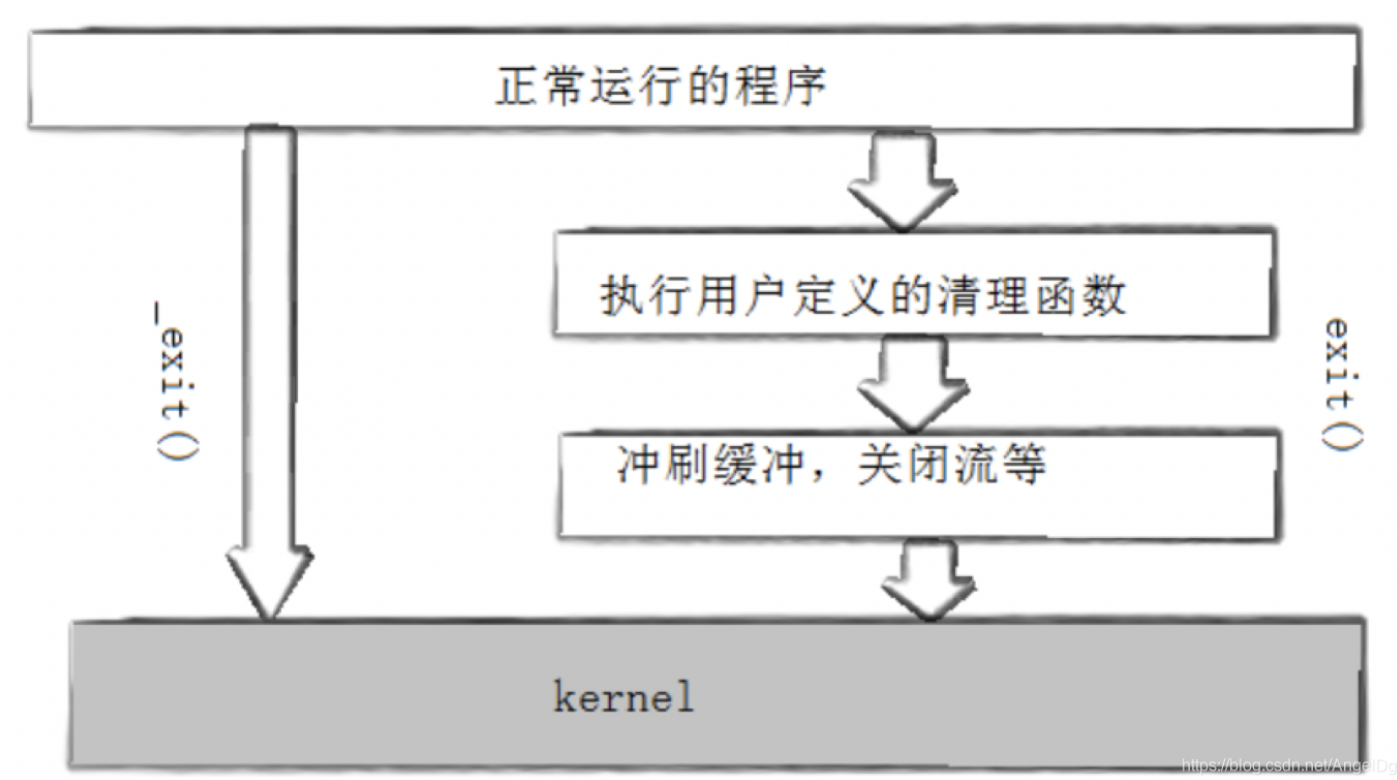 正常运行的程序
执行用户定义的清理函数
_exit()
exit()
冲刷缓冲，关闭流等
kernel
https://blog.csdn.net/AngelDg